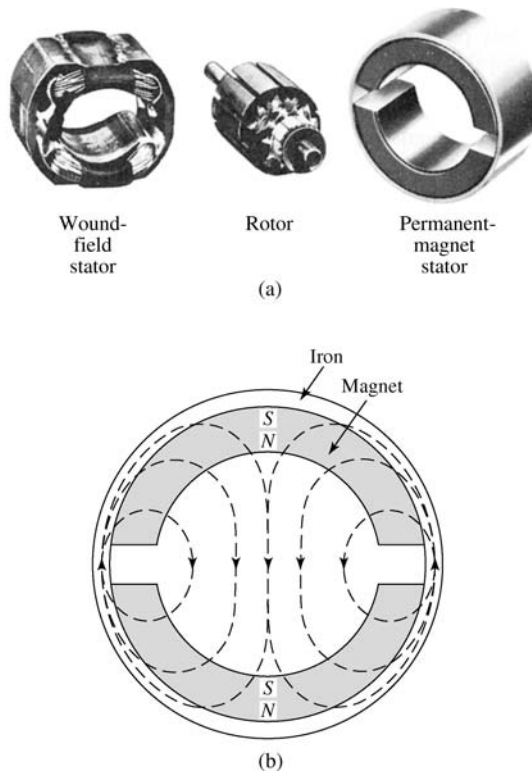 Wound-
field
stator
Rotor
Permanent-
magnet
stator
(a)
Iron
Magnet
S
N
S
N
(b)